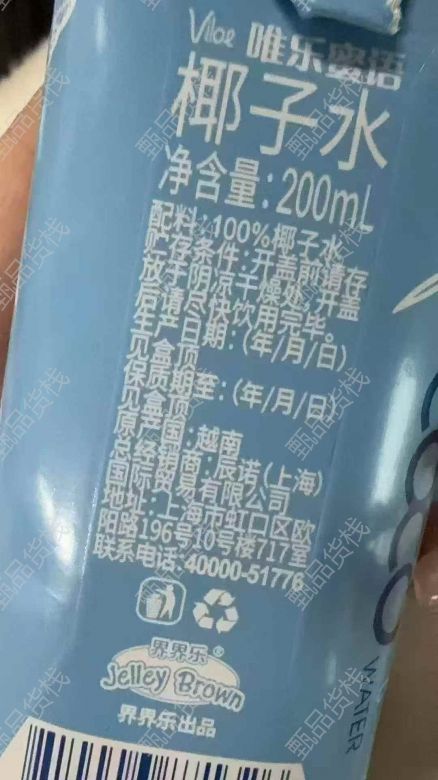 Vloe 唯乐蜜语
椰子水
净含量:200mL
配料:100%椰子水
贮存条件:开盖前请存
放于阴凉干燥处,开盖
后请尽快饮用完毕。
生产日期:(年/月/日)
见盒顶
保质期至:(年/月/日)
见盒顶
原产国:越南
总经销商:辰诺(上海)
国际贸易有限公司
地址:上海市虹口区欧
阳路196号10号楼717室
联系电话:40000-51776
界界乐®
Jelley Brown
界界乐出品
WATER
甄品货栈